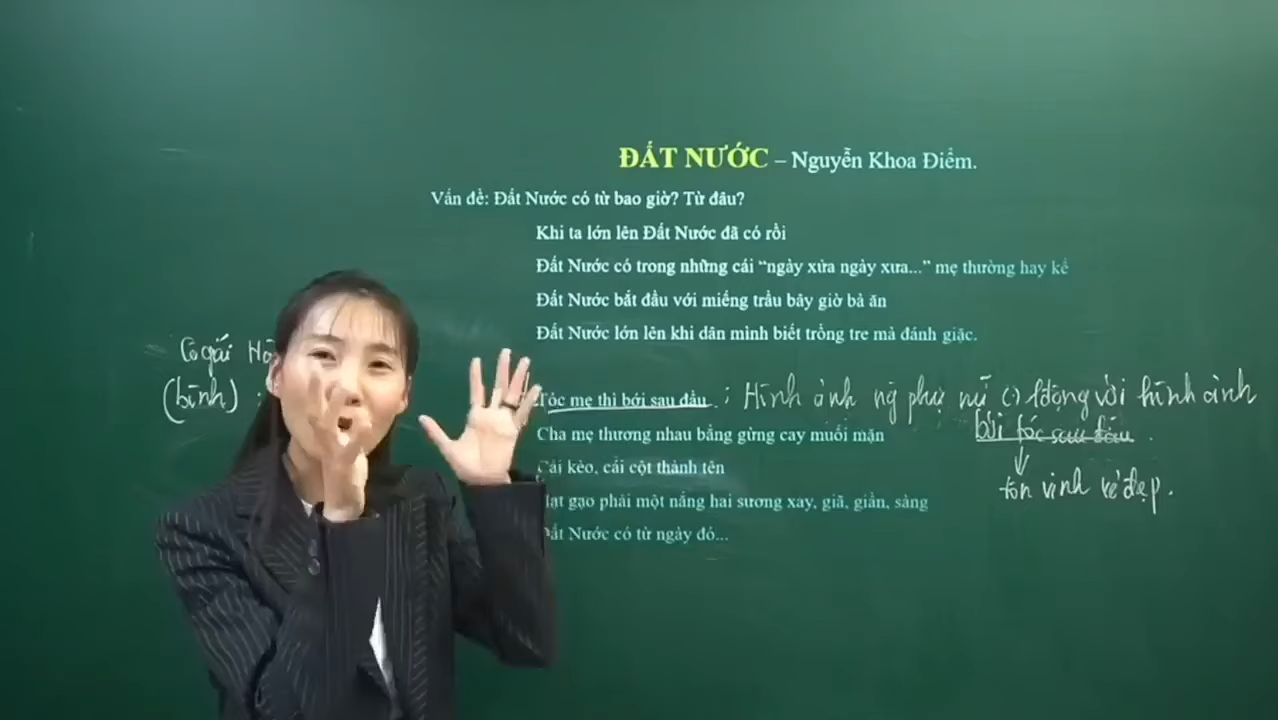 ĐẤT NƯỚC – Nguyễn Khoa Điềm.
Vấn đề: Đất Nước có từ bao giờ? Từ đâu?
Khi ta lớn lên Đất Nước đã có rồi
Đất Nước có trong những cái “ngày xửa ngày xưa...” mẹ thường hay kể
Đất Nước bắt đầu với miếng trầu bây giờ bà ăn
Đất Nước lớn lên khi dân mình biết trồng tre mà đánh giặc.
Cô gái
(bình) :
Tóc mẹ thì bới sau đầu : Hình ảnh ng phụ nữ lđộng với hình ảnh
bới tóc sau đầu.
Cha mẹ thương nhau bằng gừng cay muối mặn
Cái kèo, cái cột thành tên
tôn vinh vẻ đẹp.
gạo phải một nắng hai sương xay, giã, giần, sàng
Nước có từ ngày đó...